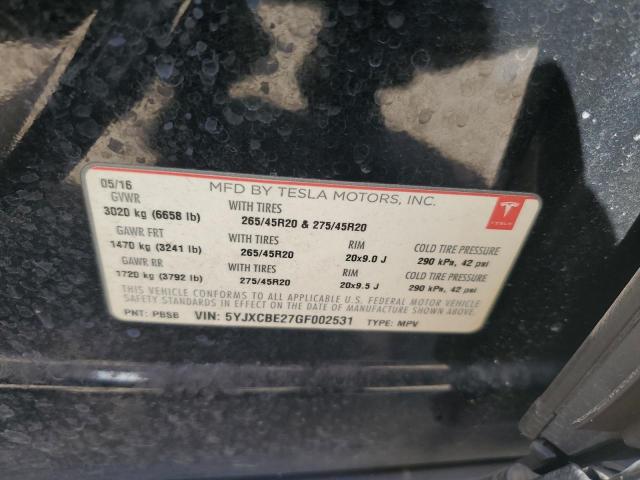 05/16 MFD BY TESLA MOTORS, INC.
GVWR WITH TIRES
3020 kg (6658 lb) 265/45R20 & 275/45R20
GAWR FRT WITH TIRES RIM COLD TIRE PRESSURE
1470 kg (3241 lb) 265/45R20 20x9.0 J 290 kPa, 42 psi
GAWR RR WITH TIRES RIM COLD TIRE PRESSURE
1720 kg (3792 lb) 275/45R20 20x9.5 J 290 kPa, 42 psi
THIS VEHICLE CONFORMS TO ALL APPLICABLE U.S. FEDERAL MOTOR VEHICLE
SAFETY STANDARDS IN EFFECT ON THE DATE OF MANUFACTURE SHOWN ABOVE.
PNT: PBSB VIN: 5YJXCBE27GF002531 TYPE: MPV
TESLA